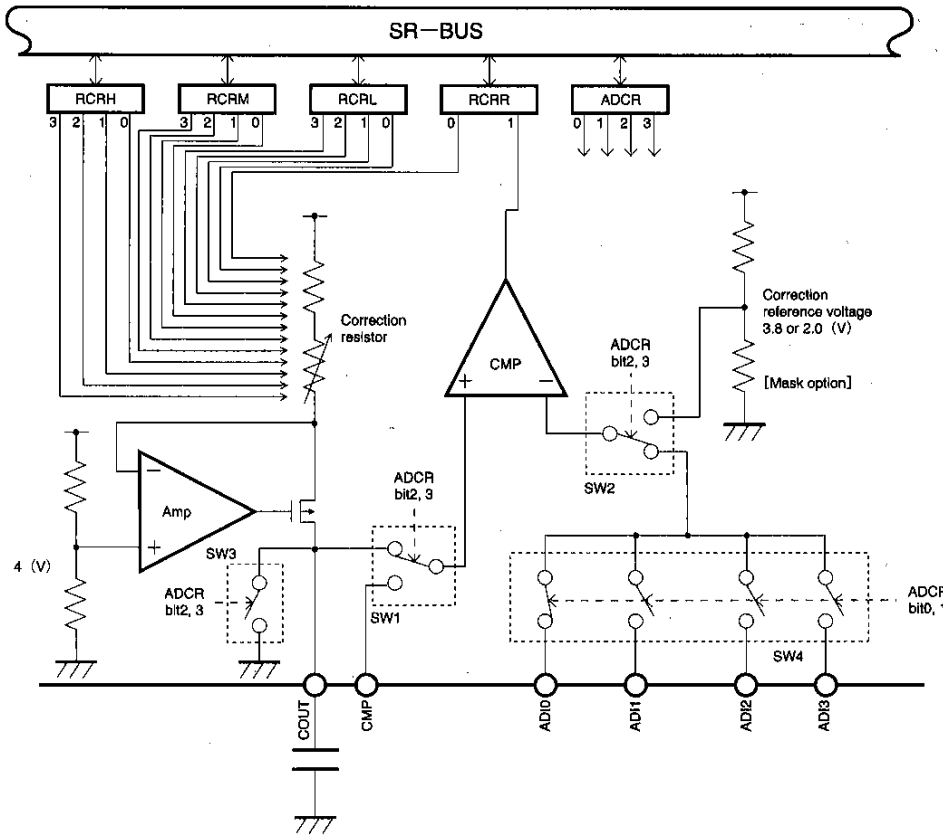 SR-BUS
RCRH
RCRM
RCRL
RCRR
ADCR
3 2 1 0
3 2 1 0
3 2 1 0
0 1
0 1 2 3
Correction
resistor
CMP
+ −
Correction
reference voltage
3.8 or 2.0 (V)
[Mask option]
ADCR
bit2, 3
SW2
Amp
−
+
4 (V)
ADCR
bit2, 3
SW1
SW3
ADCR
bit2, 3
ADCR
bit0, 1
SW4
COUT
CMP
ADI0
ADI1
ADI2
ADI3